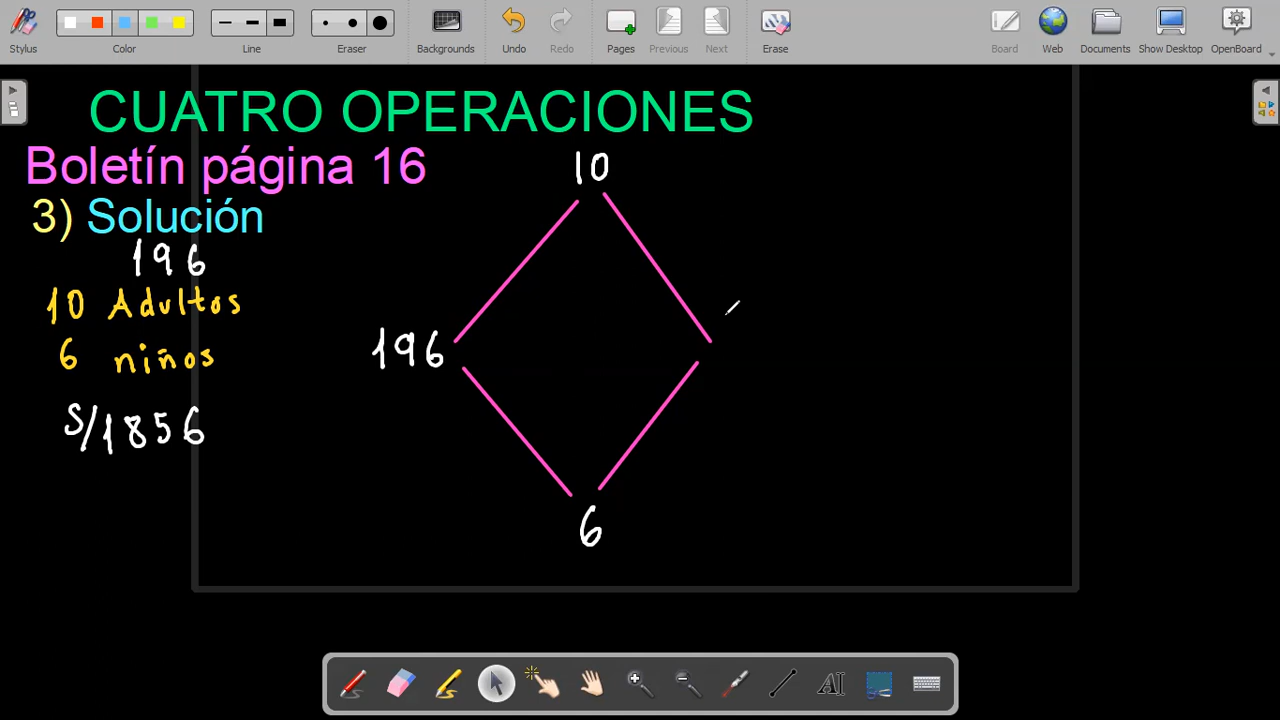 Stylus
Color
Line
Eraser
Backgrounds
Undo
Redo
Pages
Previous
Next
Erase
Board
Web
Documents
Show Desktop
OpenBoard
CUATRO OPERACIONES
Boletín página 16
3) Solución
196
10 Adultos
6 niños
S/1856
10
196
6
AI